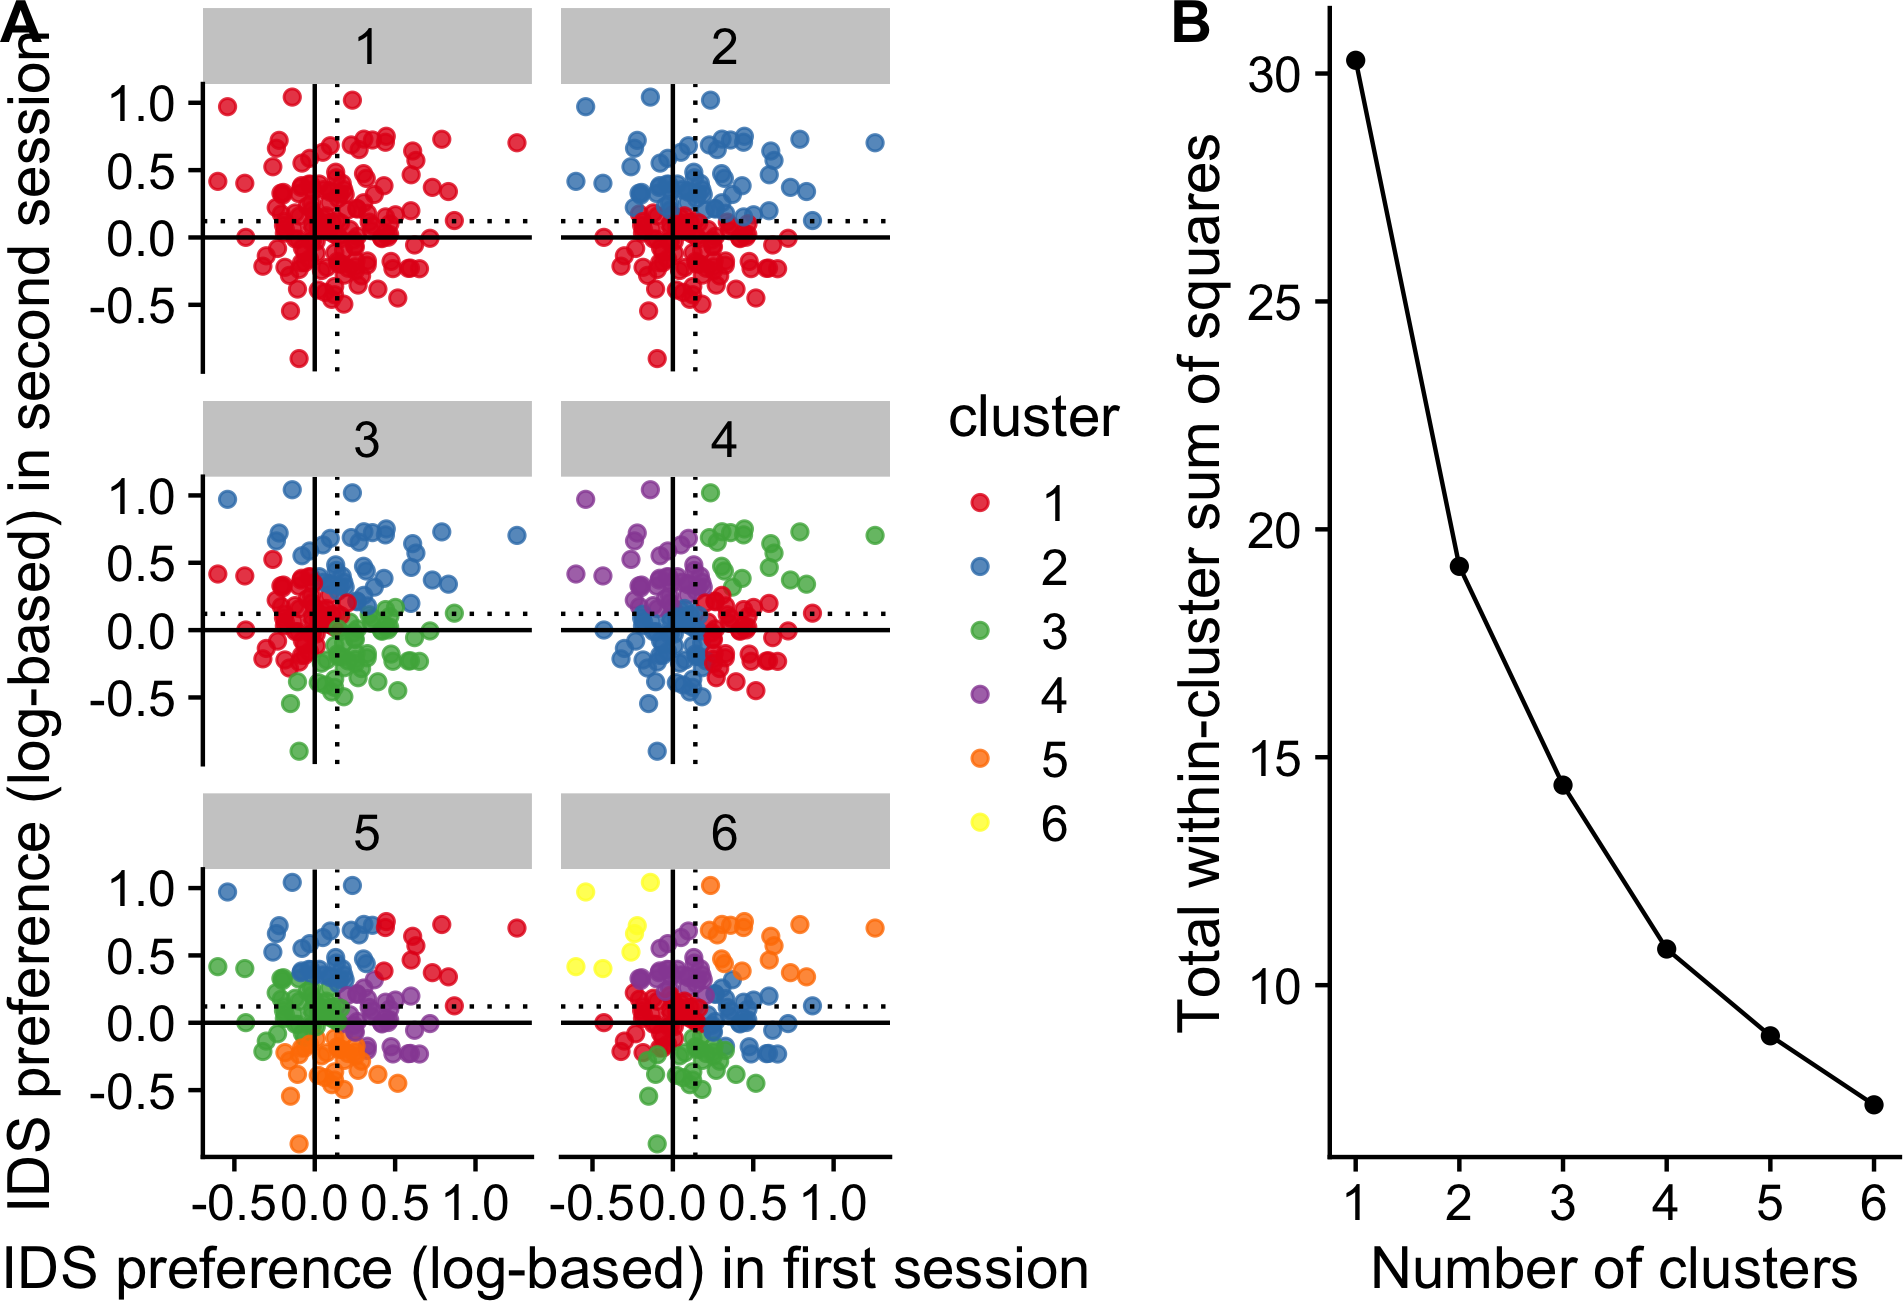 A
B
IDS preference (log-based) in second session
1
2
1.0
0.5
0.0
-0.5
3
4
1.0
0.5
0.0
-0.5
5
6
1.0
0.5
0.0
-0.5
-0.5 0.0 0.5 1.0
-0.5 0.0 0.5 1.0
IDS preference (log-based) in first session
cluster
1
2
3
4
5
6
Total within-cluster sum of squares
30
25
20
15
10
1 2 3 4 5 6
Number of clusters